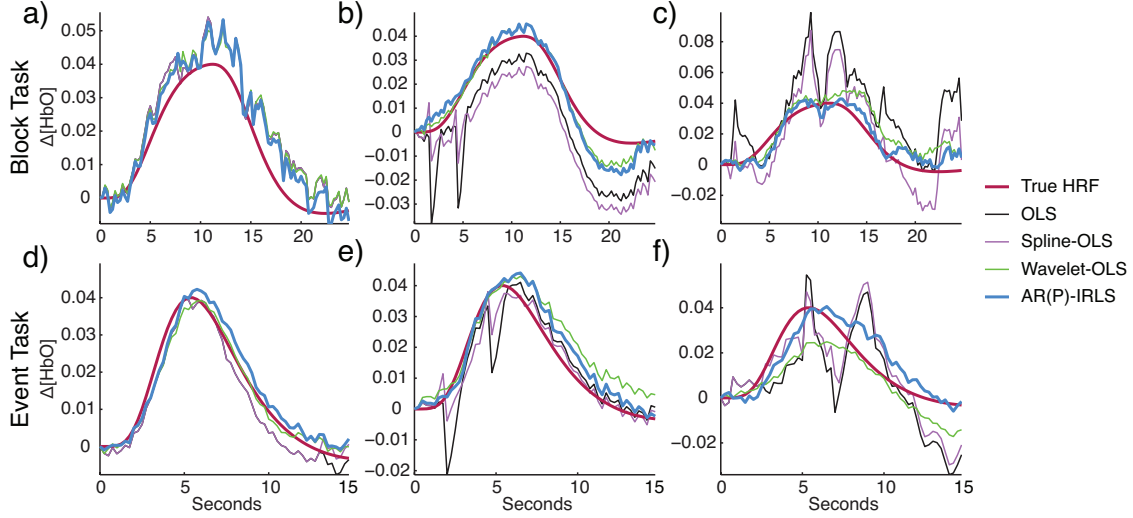 a)
b)
c)
Block Task
Δ[HbO]
0.05
0.04
0.03
0.02
0.01
0
0 5 10 15 20
0.04
0.03
0.02
0.01
0
−0.01
−0.03
0 5 10 15 20
0.08
0.06
0.04
0.02
0
−0.02
0 5 10 15 20
True HRF
OLS
Spline-OLS
Wavelet-OLS
AR(P)-IRLS
d)
e)
f)
Event Task
Δ[HbO]
0.04
0.03
0.02
0.01
0
0 5 10 15
Seconds
0.04
0.03
0.02
0.01
0
−0.01
−0.02
0 5 10 15
Seconds
0.04
0.02
0
−0.02
0 5 10 15
Seconds